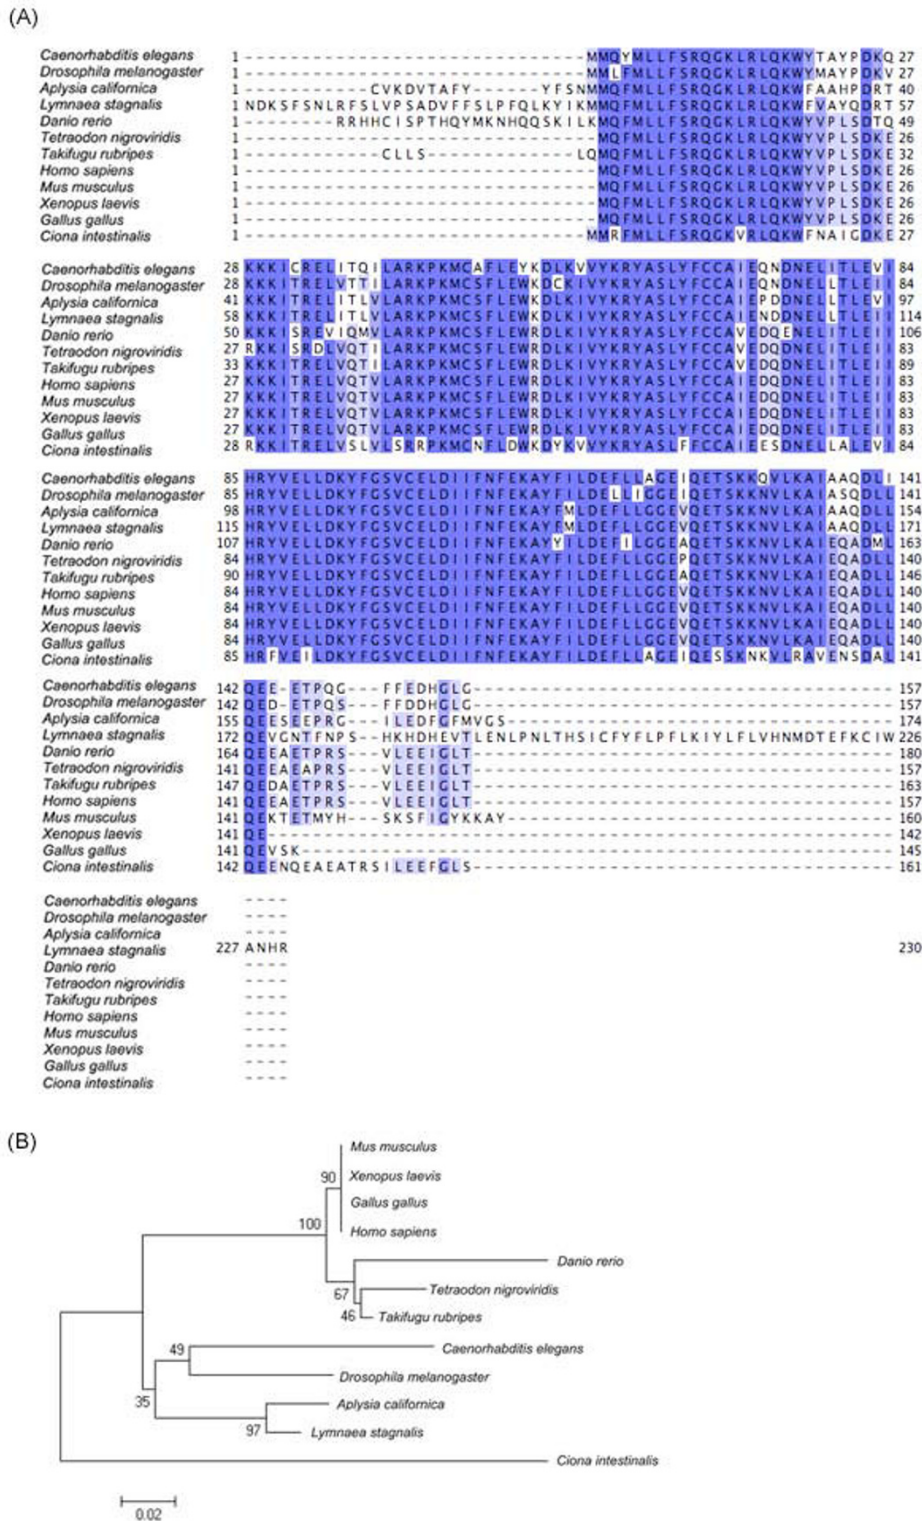 (A)
Caenorhabditis elegans 1 ------------------------------MMQYMLLFSRQGKLRLQKWYTAYPDKQ 27
Drosophila melanogaster 1 ------------------------------MMLFMLLFSRQGKLRLQKWYMAYPDKV 27
Aplysia californica 1 -----------CVKDVTAFY------YFSNMMQFMLLFSRQGKLRLQKWFAAHPDRT 40
Lymnaea stagnalis 1 NDKSFSNLRFSLVPSADVFFSLPFQLKYIKMMQFMLLFSRQGKLRLQKWFVAYQDRT 57
Danio rerio 1 --------RRHHCISPTHQYMKNHQQSKILKMQFMLLFSRQGKLRLQKWYVPLSDTQ 49
Tetraodon nigroviridis 1 -------------------------------MQFMLLFSRQGKLRLQKWYVPLSDKE 26
Takifugu rubripes 1 ------------CLLS-------------LQMQFMLLFSRQGKLRLQKWYVPLSDKE 32
Homo sapiens 1 -------------------------------MQFMLLFSRQGKLRLQKWYVPLSDKE 26
Mus musculus 1 -------------------------------MQFMLLFSRQGKLRLQKWYVPLSDKE 26
Xenopus laevis 1 -------------------------------MQFMLLFSRQGKLRLQKWYVPLSDKE 26
Gallus gallus 1 -------------------------------MQFMLLFSRQGKLRLQKWYVPLSDKE 26
Ciona intestinalis 1 ------------------------------MMRFMLLFSRQGKVRLQKWFNAIGDKE 27
Caenorhabditis elegans 28 KKKICRELITQILARKPKMCAFLEYKDLKVVYKRYASLYFCCAIEQNDNELITLEVI 84
Drosophila melanogaster 28 KKKITRELVTTILARKPKMCSFLEWKDCKIVYKRYASLYFCCAIEQNDNELLTLEII 84
Aplysia californica 41 KKKITRELITLVLARKPKMCSFLEWKDLKIVYKRYASLYFCCAIEPDDNELITLEVI 97
Lymnaea stagnalis 58 KKKITRELITLVLARKPKMCSFLEWKDLKIVYKRYASLYFCCAIENDDNELLTLEII 114
Danio rerio 50 KKKISREVIQMVLARKPKMCSFLEWRDLKIVYKRYASLYFCCAVEDQENELITLEII 106
Tetraodon nigroviridis 27 RKKISRDLVQTILARKPKMCSFLEWRDLKIVYKRYASLYFCCAVEDQDNELITLEII 83
Takifugu rubripes 33 KKKITRELVQTILARKPKMCSFLEWRDLKIVYKRYASLYFCCAVEDQDNELITLEII 89
Homo sapiens 27 KKKITRELVQTVLARKPKMCSFLEWRDLKIVYKRYASLYFCCAIEDQDNELITLEII 83
Mus musculus 27 KKKITRELVQTVLARKPKMCSFLEWRDLKIVYKRYASLYFCCAIEDQDNELITLEII 83
Xenopus laevis 27 KKKITRELVQTVLARKPKMCSFLEWRDLKIVYKRYASLYFCCAIEDQDNELITLEII 83
Gallus gallus 27 KKKITRELVQTVLARKPKMCSFLEWRDLKIVYKRYASLYFCCAIEDQDNELITLEII 83
Ciona intestinalis 28 RKKITRELVSLVLSRRPKMCNFLDWKDYKVVYKRYASLFFCCAIEESDNELLALEVI 84
Caenorhabditis elegans 85 HRYVELLDKYFGSVCELDIIFNFEKAYFILDEFLLAGEIQETSKKQVLKAIAAQDLI 141
Drosophila melanogaster 85 HRYVELLDKYFGSVCELDIIFNFEKAYFILDELLIGGEIQETSKKNVLKAIASQDLL 141
Aplysia californica 98 HRYVELLDKYFGSVCELDIIFNFEKAYFMLDEFLLGGEVQETSKKNVLKAIAAQDLL 154
Lymnaea stagnalis 115 HRYVELLDKYFGSVCELDIIFNFEKAYFMLDEFLLGGEVQETSKKNVLKAIAAQDLL 171
Danio rerio 107 HRYVELLDKYFGSVCELDIIFNFEKAYYILDEFILGGEAQETSKKNVLKAIEQADML 163
Tetraodon nigroviridis 84 HRYVELLDKYFGSVCELDIIFNFEKAYFILDEFLLGGEPQETSKKNVLKAIEQADLL 140
Takifugu rubripes 90 HRYVELLDKYFGSVCELDIIFNFEKAYFILDEFLLGGEAQETSKKNVLKAIEQADLL 146
Homo sapiens 84 HRYVELLDKYFGSVCELDIIFNFEKAYFILDEFLLGGEVQETSKKNVLKAIEQADLL 140
Mus musculus 84 HRYVELLDKYFGSVCELDIIFNFEKAYFILDEFLLGGEVQETSKKNVLKAIEQADLL 140
Xenopus laevis 84 HRYVELLDKYFGSVCELDIIFNFEKAYFILDEFLLGGEVQETSKKNVLKAIEQADLL 140
Gallus gallus 84 HRYVELLDKYFGSVCELDIIFNFEKAYFILDEFLLGGEVQETSKKNVLKAIEQADLL 140
Ciona intestinalis 85 HRFVEILDKYFGSVCELDIIFNFEKAYFILDEFLLAGEIQESSKNKVLRAVENSDAL 141
Caenorhabditis elegans 142 QEE-ETPQG---FFEDHGLG------------------------------------- 157
Drosophila melanogaster 142 QED-ETPQS---FFDDHGLG------------------------------------- 157
Aplysia californica 155 QEESEEPRG---ILEDFGFMVGS---------------------------------- 174
Lymnaea stagnalis 172 QEVGNTFNPS--HKHDHEVTLENLPNLTHSICFYFLPFLKIYLFLVHNMDTEFKCIW 226
Danio rerio 164 QEEAETPRS---VLEEIGLT------------------------------------- 180
Tetraodon nigroviridis 141 QEEAEAPRS---VLEEIGLT------------------------------------- 157
Takifugu rubripes 147 QEDAETPRS---VLEEIGLT------------------------------------- 163
Homo sapiens 141 QEEAETPRS---VLEEIGLT------------------------------------- 157
Mus musculus 141 QEKTETMYH---SKSFIGYKKAY---------------------------------- 160
Xenopus laevis 141 QE------------------------------------------------------- 142
Gallus gallus 141 QEVSK---------------------------------------------------- 145
Ciona intestinalis 142 QEENQEAEATRSILEEFGLS------------------------------------- 161
Caenorhabditis elegans ----
Drosophila melanogaster ----
Aplysia californica ----
Lymnaea stagnalis 227 ANHR 230
Danio rerio ----
Tetraodon nigroviridis ----
Takifugu rubripes ----
Homo sapiens ----
Mus musculus ----
Xenopus laevis ----
Gallus gallus ----
Ciona intestinalis ----
(B)
Mus musculus
90 Xenopus laevis
Gallus gallus
100 Homo sapiens
Danio rerio
67 Tetraodon nigroviridis
46 Takifugu rubripes
49 Caenorhabditis elegans
Drosophila melanogaster
35 Aplysia californica
97 Lymnaea stagnalis
Ciona intestinalis
0.02